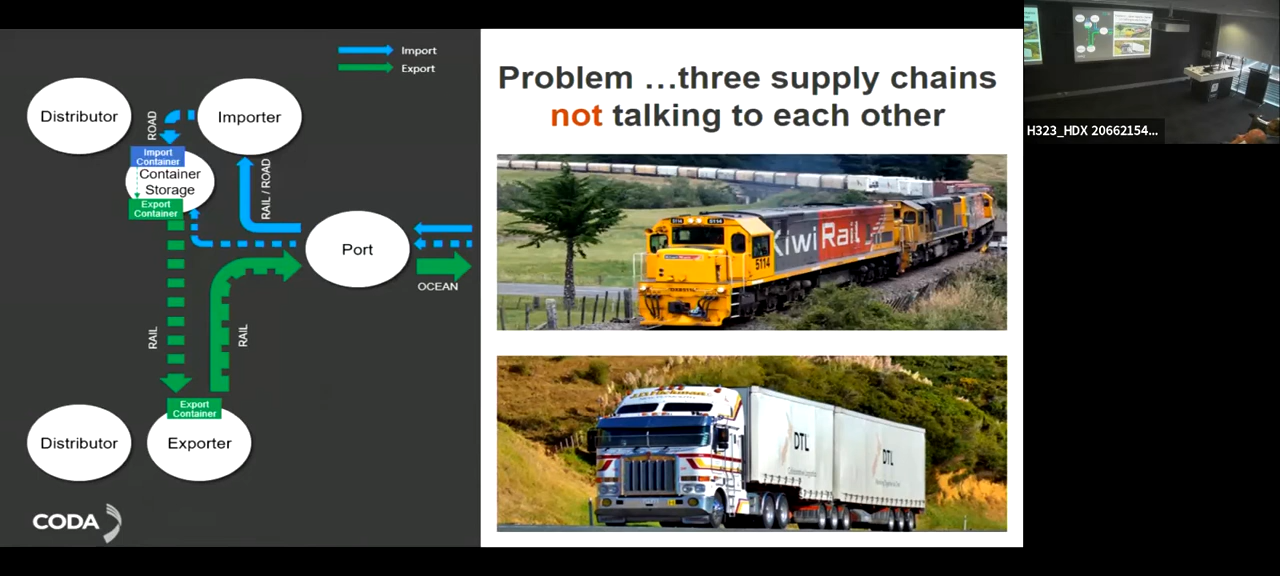 Import
Export
Distributor
Importer
ROAD
Import
Container
Container
Storage
Export
Container
RAIL / ROAD
Port
OCEAN
RAIL
RAIL
Export
Container
Distributor
Exporter
CODA
Problem …three supply chains
not talking to each other
KiwiRail
5114
5114
DTL
DTL
H323_HDX 20662154...